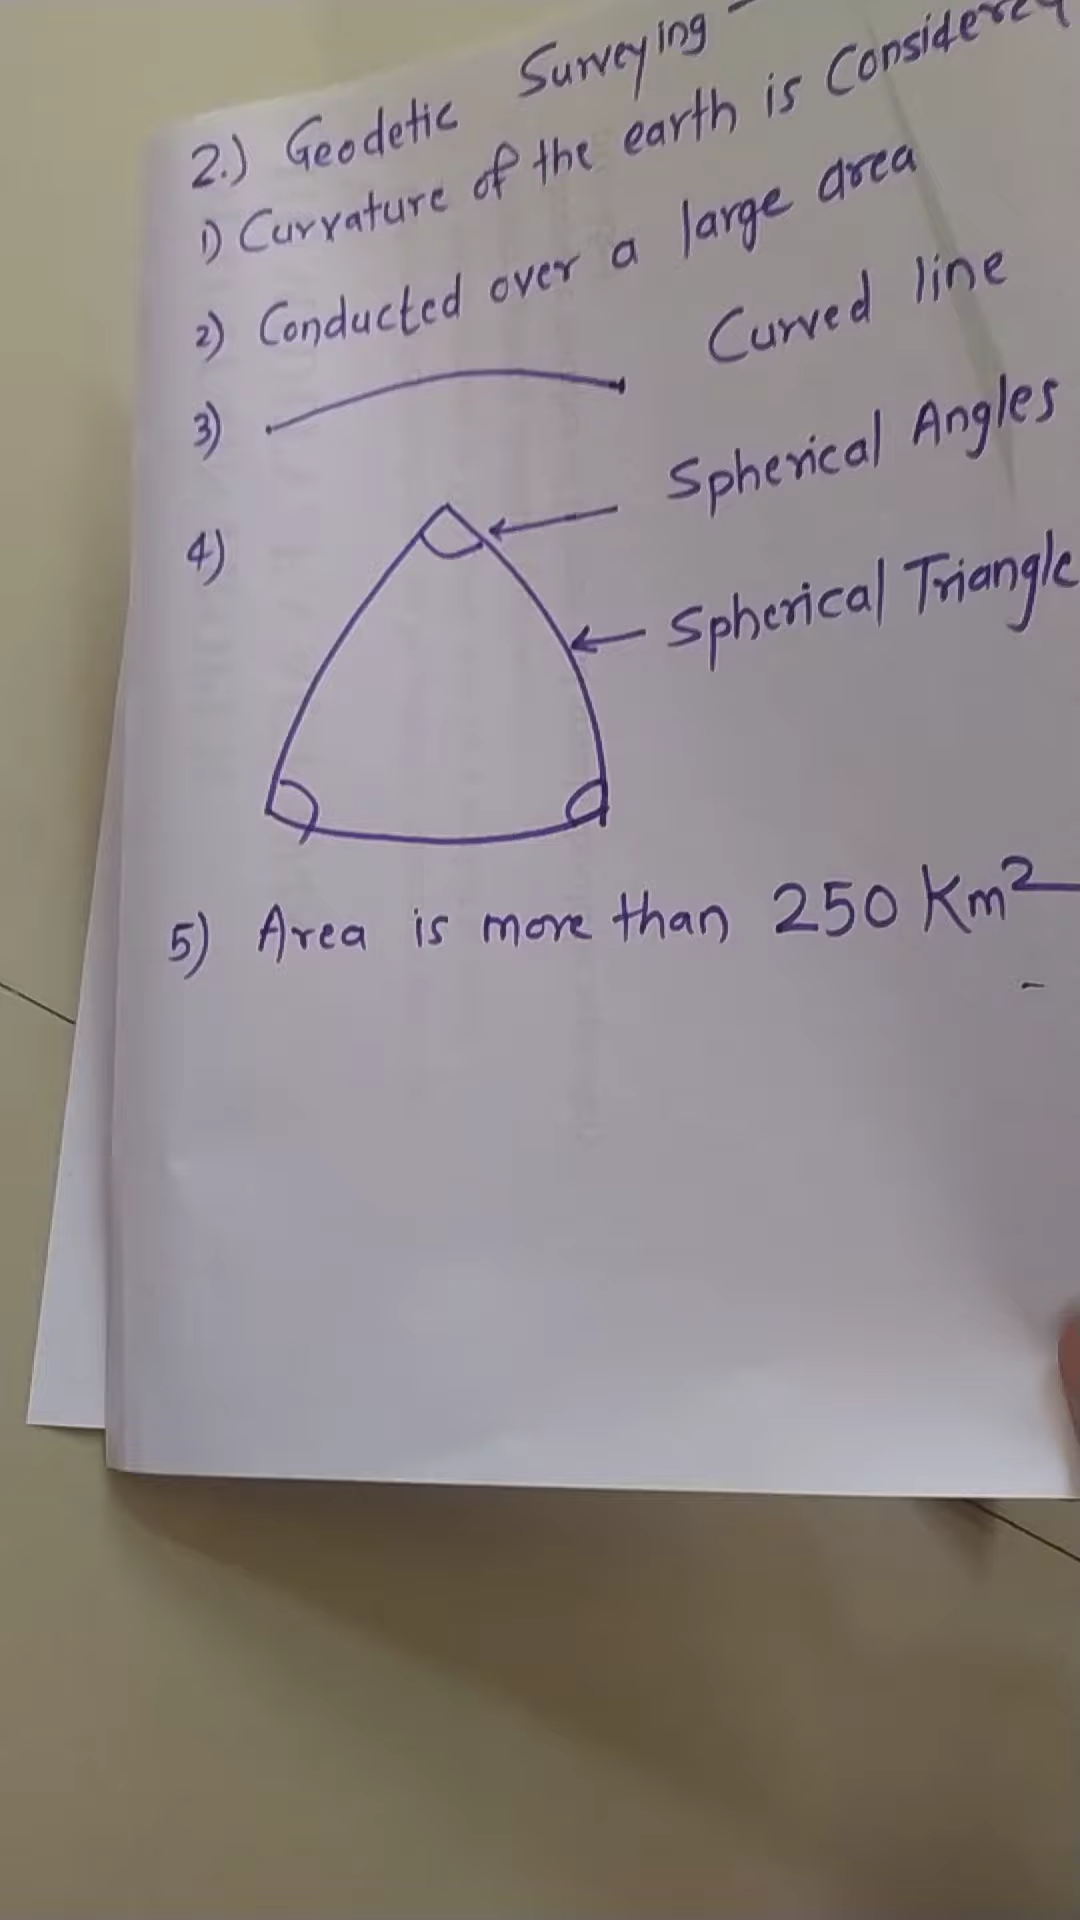 2.) Geodetic Surveying -
1) Curvature of the earth is Considered
2) Conducted over a large area
3) Curved line
4) Spherical Angles
Spherical Triangle
5) Area is more than 250 Km²